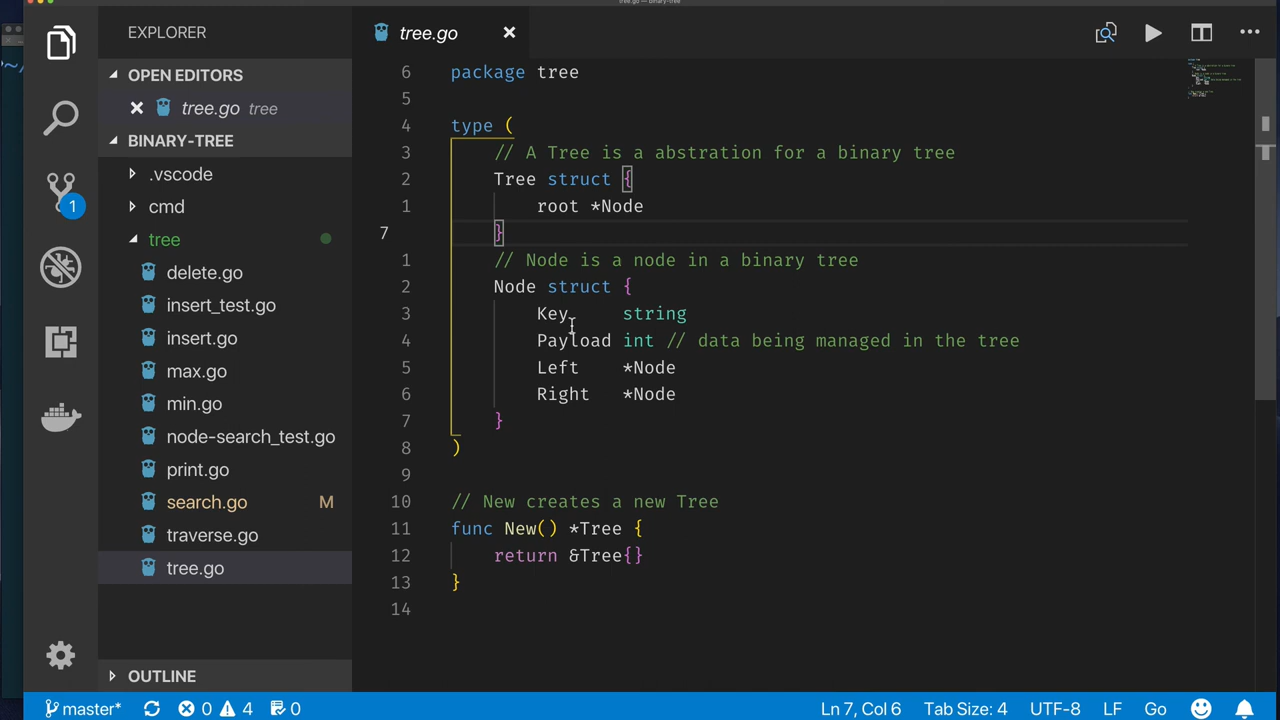 tree.go — binary-tree
EXPLORER
OPEN EDITORS
tree.go tree
BINARY-TREE
.vscode
cmd
tree
delete.go
insert_test.go
insert.go
max.go
min.go
node-search_test.go
print.go
search.go M
traverse.go
tree.go
OUTLINE
1
tree.go
6 package tree
5
4 type (
3 // A Tree is a abstration for a binary tree
2 Tree struct {
1 root *Node
7 }
1 // Node is a node in a binary tree
2 Node struct {
3 Key string
4 Payload int // data being managed in the tree
5 Left *Node
6 Right *Node
7 }
8 )
9
10 // New creates a new Tree
11 func New() *Tree {
12 return &Tree{}
13 }
14
master* 0 4 0 Ln 7, Col 6 Tab Size: 4 UTF-8 LF Go